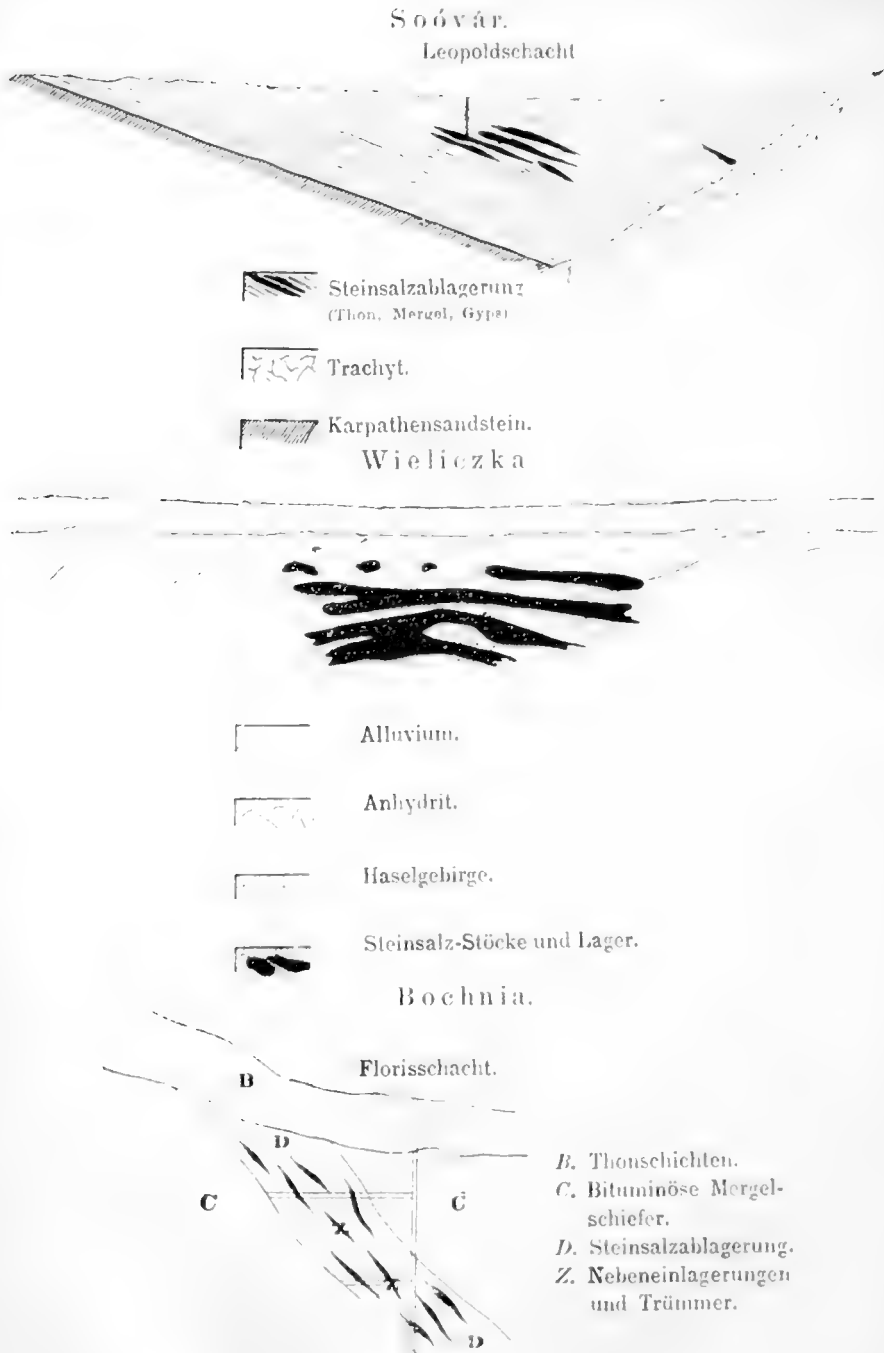 Soóvár.
Leopoldschacht
Steinsalzablagerung
(Thon, Mergel, Gyps)
Trachyt.
Karpathensandstein.
Wieliczka
Alluvium.
Anhydrit.
Haselgebirge.
Steinsalz-Stöcke und Lager.
Bochnia.
Florisschacht.
B
D
C
C
X
X
D
B. Thonschichten.
C. Bituminöse Mergel-
schiefer.
D. Steinsalzablagerung.
Z. Nebeneinlagerungen
und Trümmer.